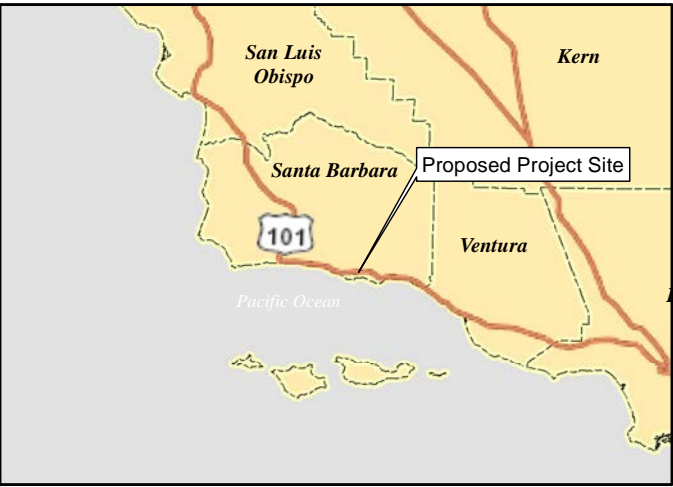 San Luis
Obispo
Kern
Santa Barbara
Proposed Project Site
101
Ventura
Pacific Ocean